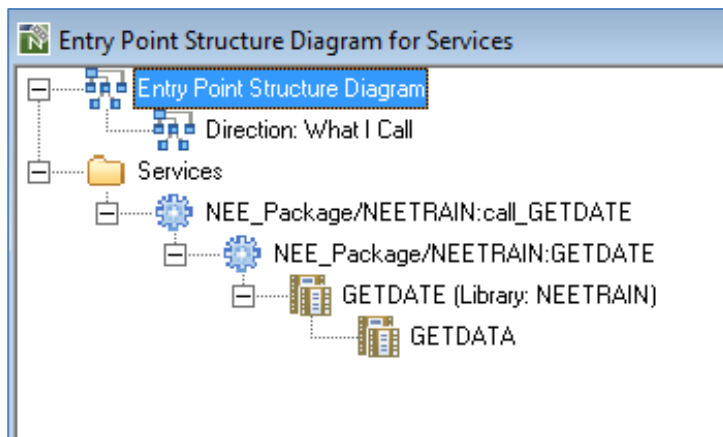 Entry Point Structure Diagram for Services
Entry Point Structure Diagram
Direction: What I Call
Services
NEE_Package/NEETRAIN:call_GETDATE
NEE_Package/NEETRAIN:GETDATE
GETDATE (Library: NEETRAIN)
GETDATA